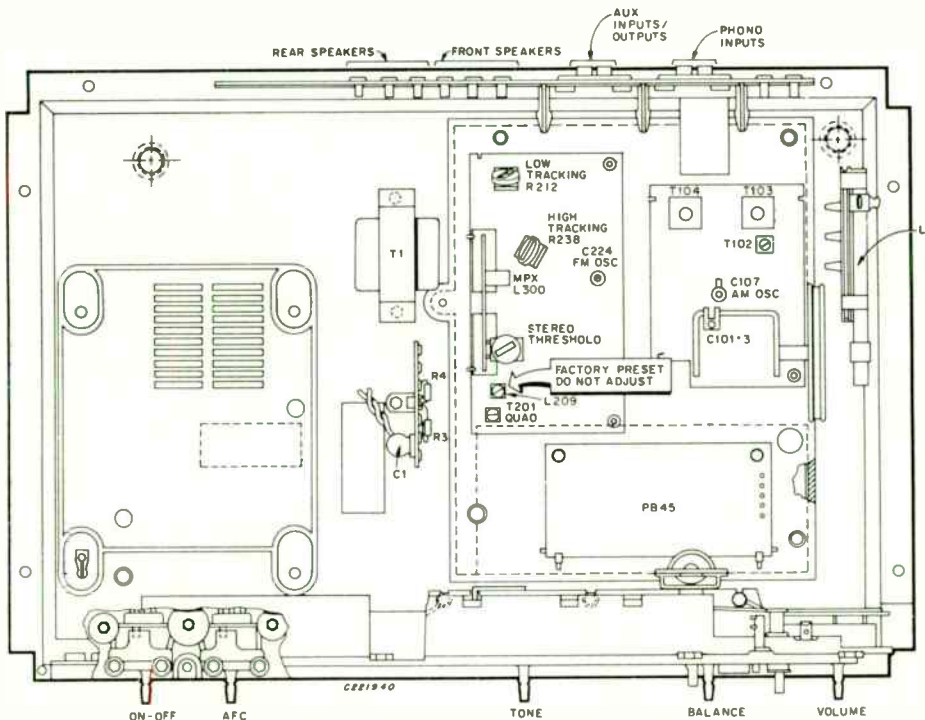 AUX
INPUTS/
OUTPUTS
PHONO
INPUTS
REAR SPEAKERS
FRONT SPEAKERS
LOW
TRACKING
R212
T104
T103
HIGH
TRACKING
R238
C224
FM OSC
T102
L
T1
MPX
L300
C107
AM OSC
STEREO
THRESHOLD
C101-3
FACTORY PRESET
DO NOT ADJUST
R4
L209
T201
QUAD
R3
C1
PB45
C221940
ON-OFF
AFC
TONE
BALANCE
VOLUME